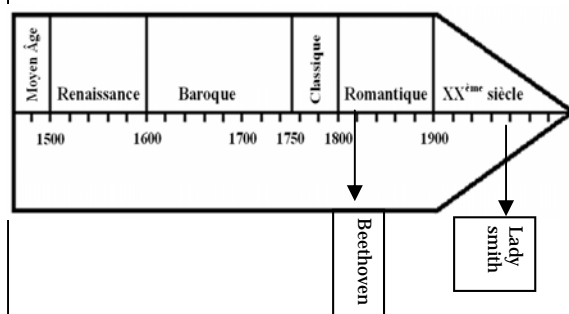 Moyen Âge
Renaissance
Baroque
Classique
Romantique
XXème siècle
1500
1600
1700
1750
1800
1900
Beethoven
Lady
smith